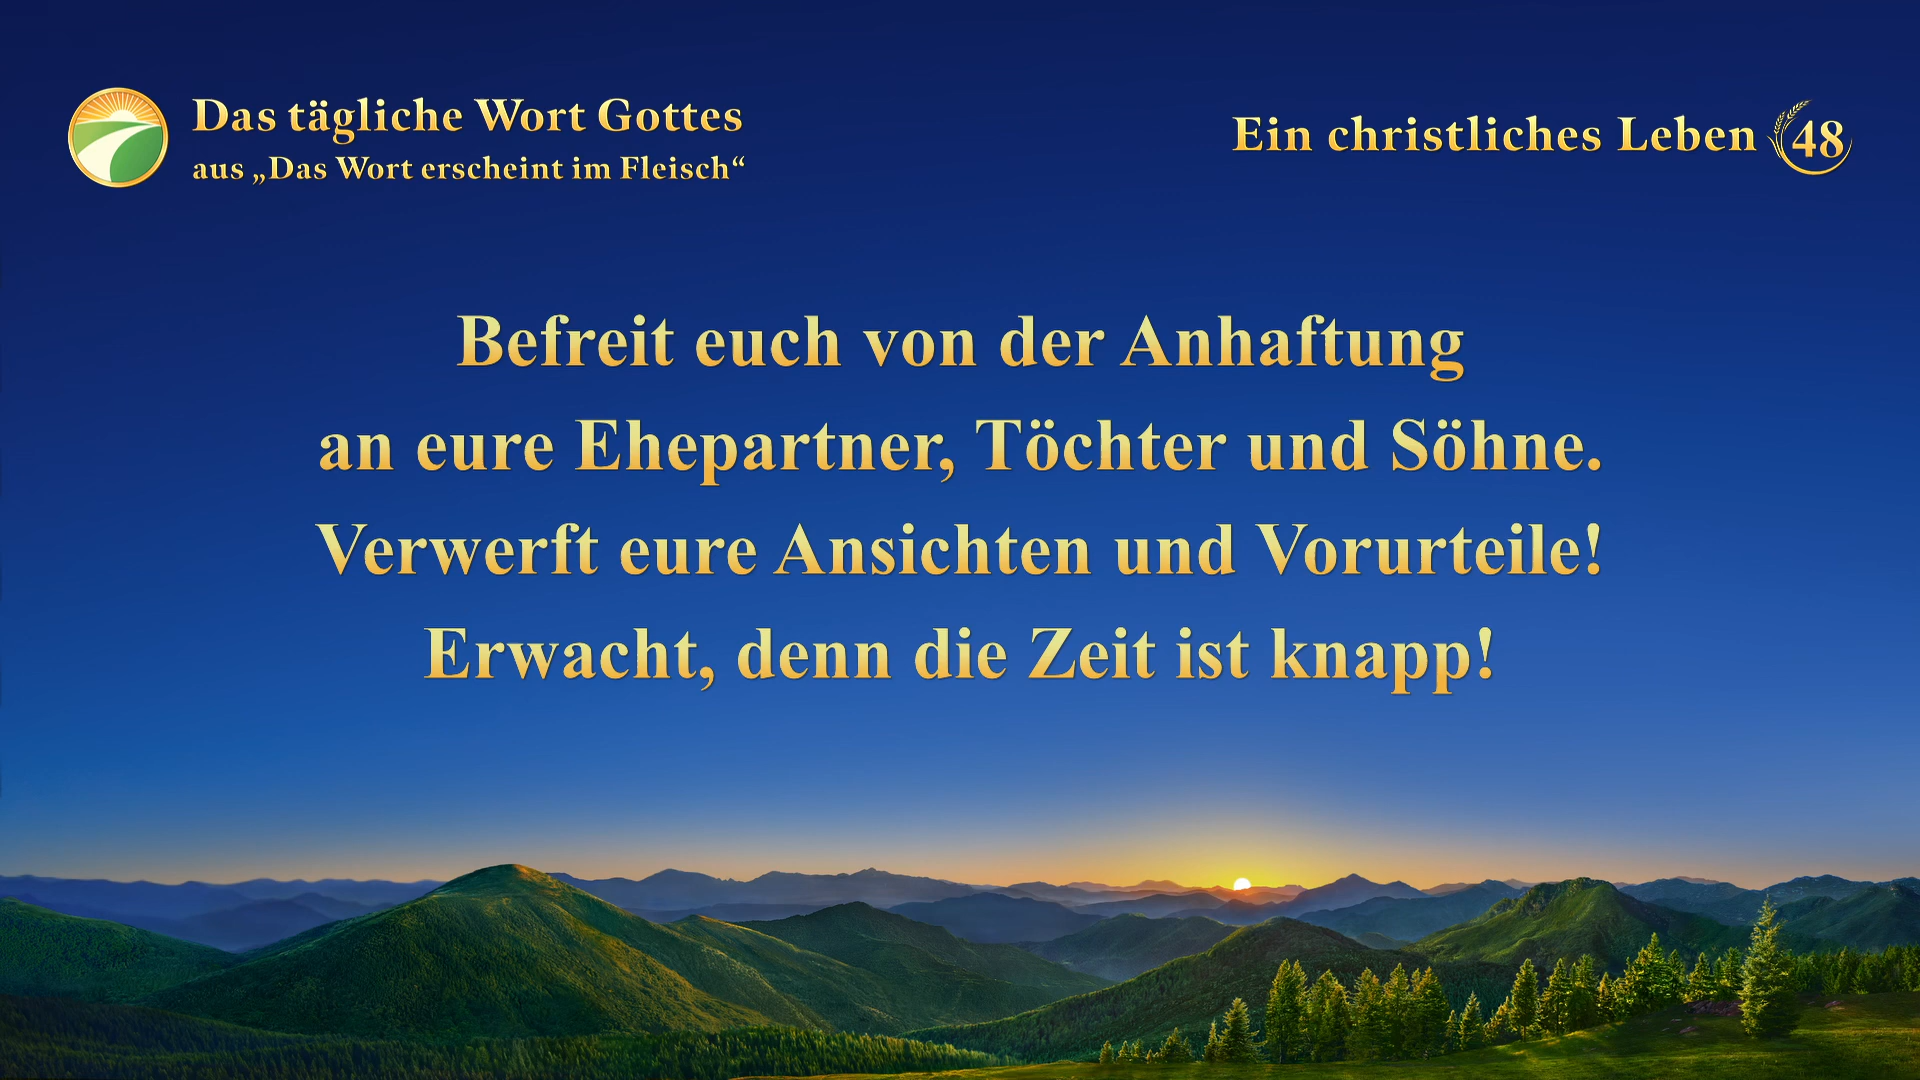 Das tägliche Wort Gottes
aus „Das Wort erscheint im Fleisch“
Ein christliches Leben 48
Befreit euch von der Anhaftung
an eure Ehepartner, Töchter und Söhne.
Verwerft eure Ansichten und Vorurteile!
Erwacht, denn die Zeit ist knapp!